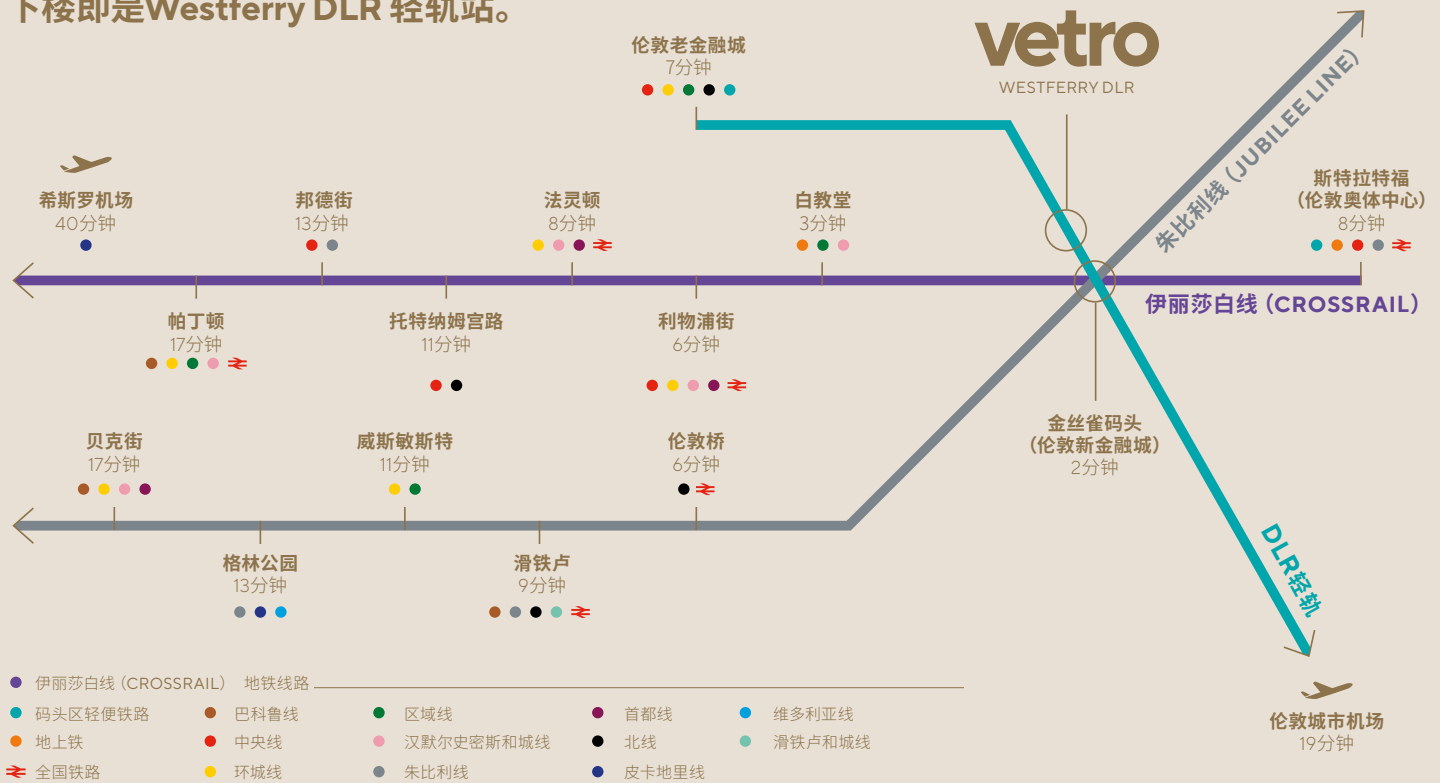 下楼即是Westferry DLR 轻轨站。
vetro
WESTFERRY DLR
伦敦老金融城
7分钟
朱比利线（JUBILEE LINE）
希斯罗机场
40分钟
邦德街
13分钟
法灵顿
8分钟
白教堂
3分钟
斯特拉特福
（伦敦奥体中心）
8分钟
伊丽莎白线（CROSSRAIL）
帕丁顿
17分钟
托特纳姆宫路
11分钟
利物浦街
6分钟
金丝雀码头
（伦敦新金融城）
2分钟
贝克街
17分钟
威斯敏斯特
11分钟
伦敦桥
6分钟
格林公园
13分钟
滑铁卢
9分钟
DLR轻轨
伦敦城市机场
19分钟
伊丽莎白线（CROSSRAIL） 地铁线路
码头区轻便铁路 巴科鲁线 区域线 首都线 维多利亚线
地上铁 中央线 汉默尔史密斯和城线 北线 滑铁卢和城线
全国铁路 环城线 朱比利线 皮卡地里线